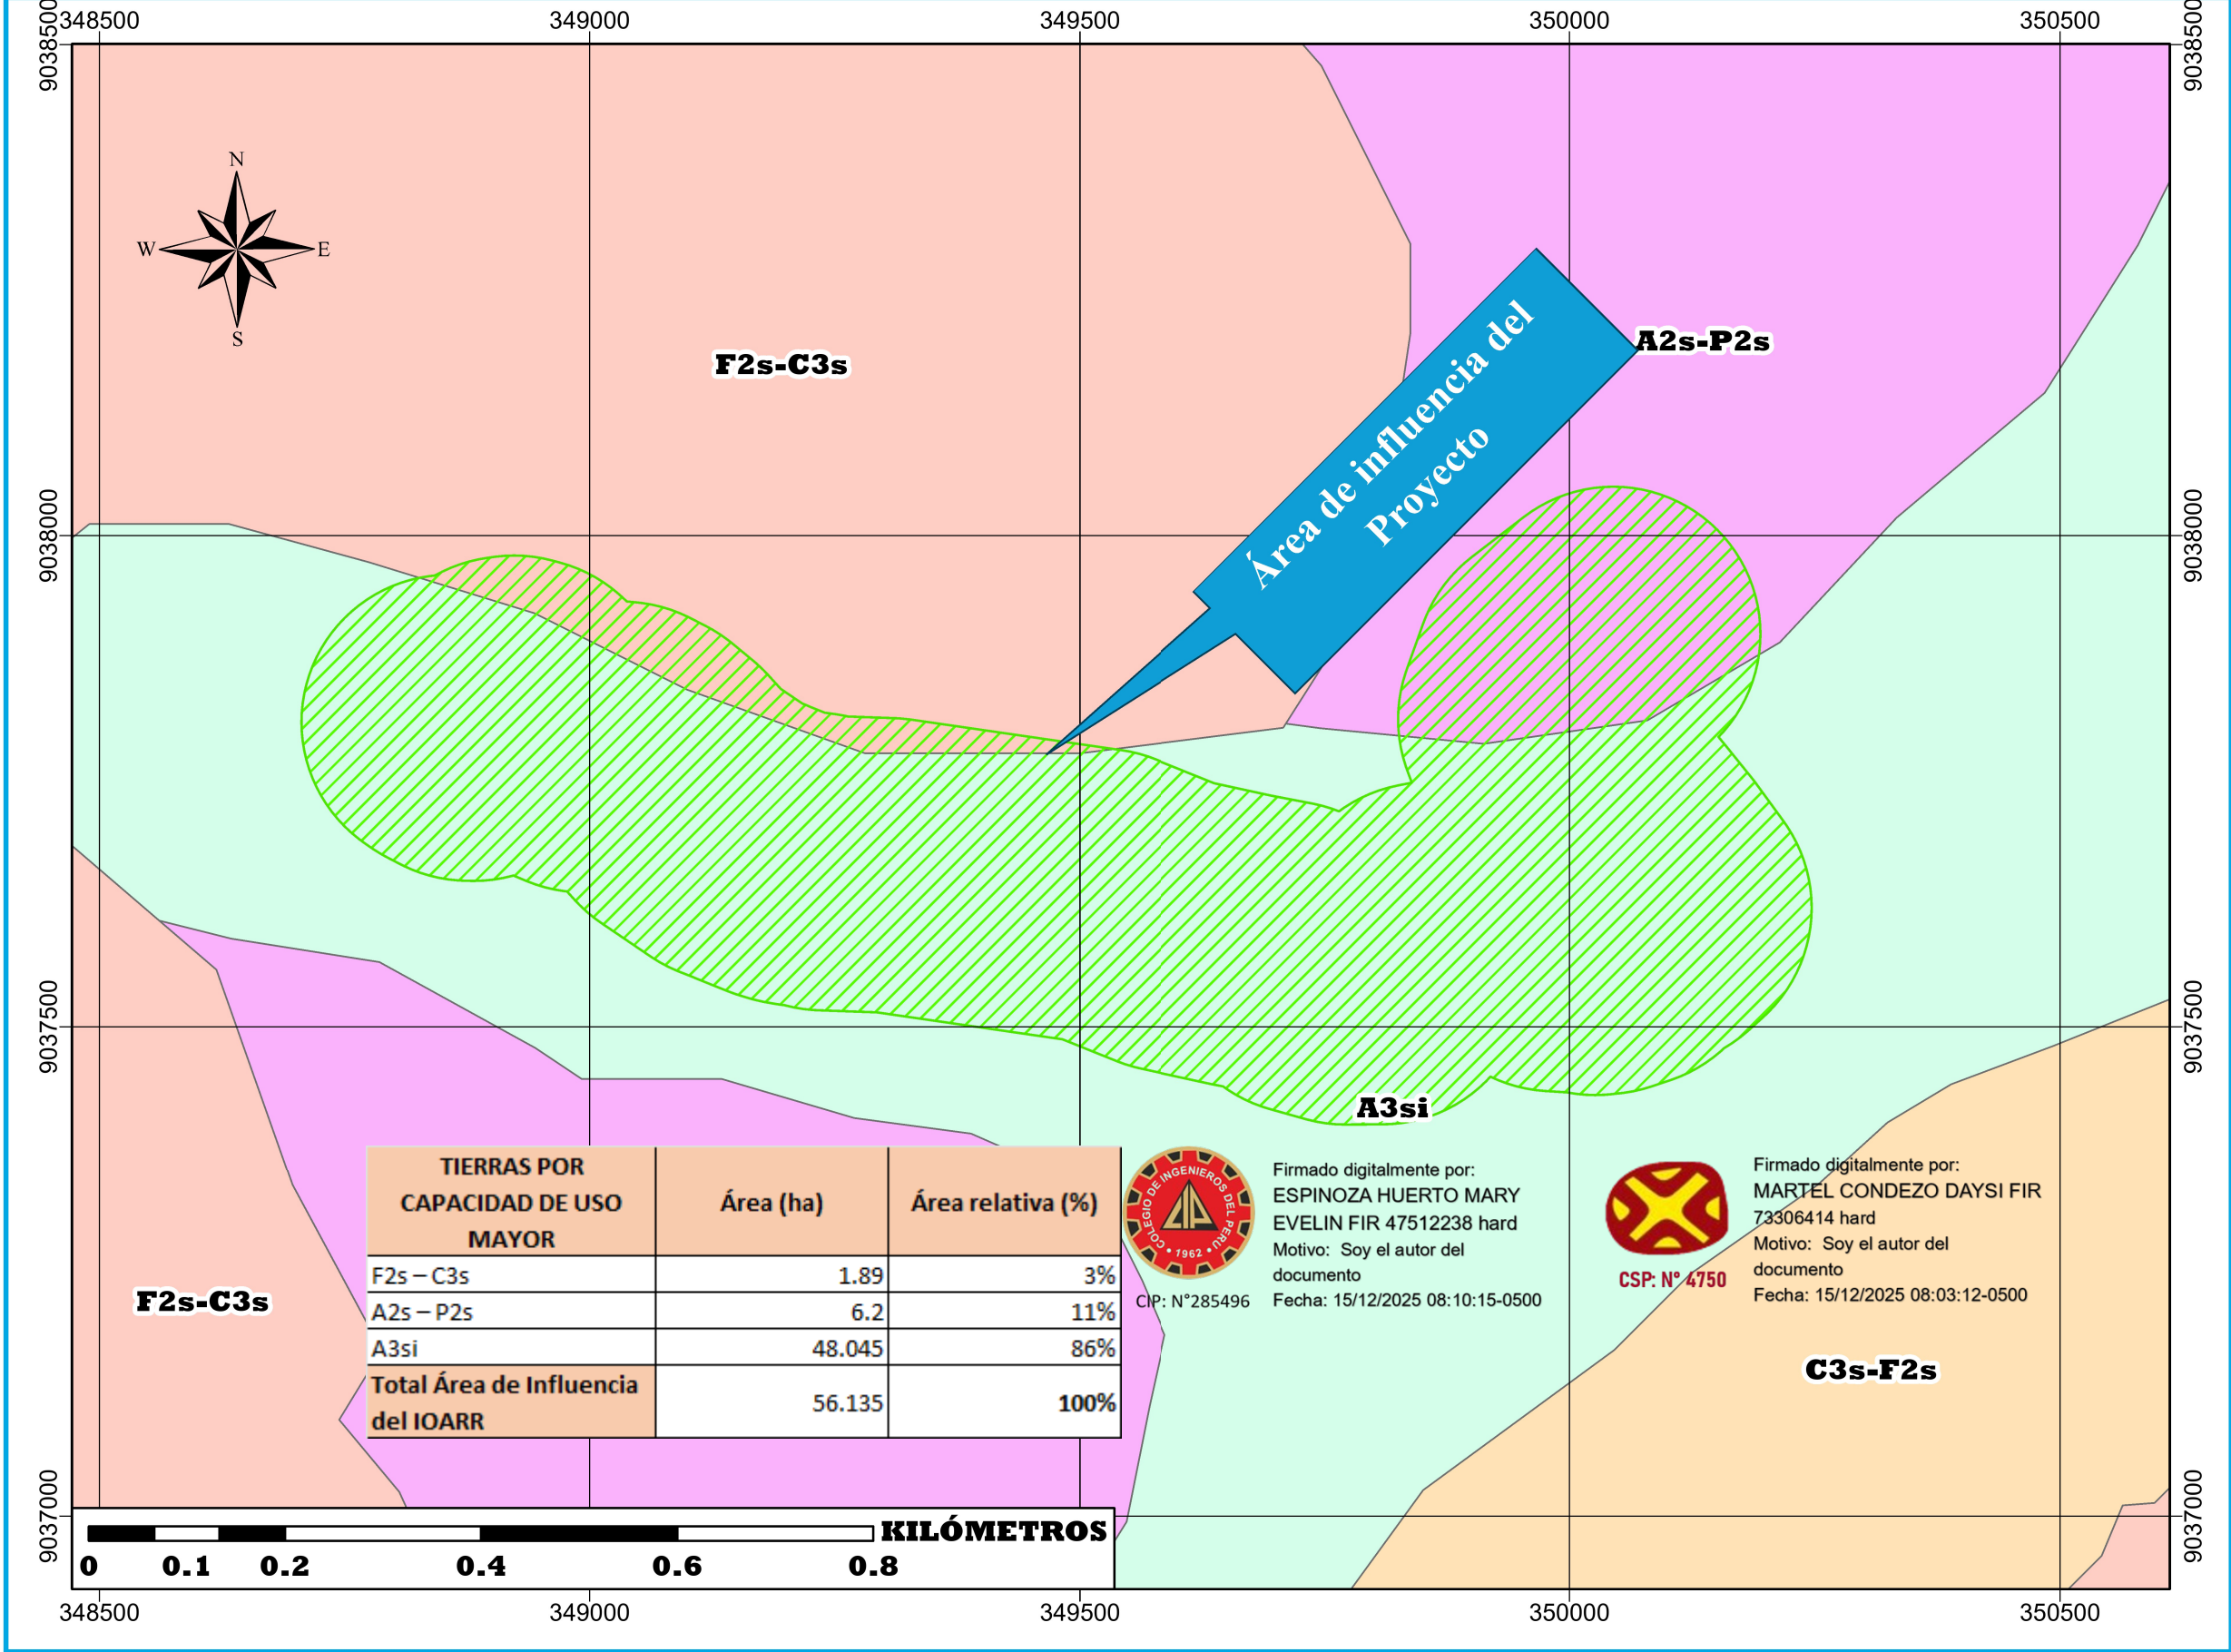 348500 349000 349500 350000 350500
9038500 9038500
N
W E
S
F2s-C3s
A2s-P2s
Área de influencia del
Proyecto
9038000 9038000
9037500 9037500
A3si
TIERRAS POR
CAPACIDAD DE USO
MAYOR
Área (ha)
Área relativa (%)
F2s – C3s 1.89 3%
A2s – P2s 6.2 11%
A3si 48.045 86%
Total Área de Influencia
del IOARR
56.135 100%
COLEGIO DE INGENIEROS DEL PERU
CIP
• 1962 •
CIP: N°285496
Firmado digitalmente por:
ESPINOZA HUERTO MARY
EVELIN FIR 47512238 hard
Motivo: Soy el autor del
documento
Fecha: 15/12/2025 08:10:15-0500
CSP: N° 4750
Firmado digitalmente por:
MARTEL CONDEZO DAYSI FIR
73306414 hard
Motivo: Soy el autor del
documento
Fecha: 15/12/2025 08:03:12-0500
F2s-C3s
C3s-F2s
9037000 9037000
KILÓMETROS
0 0.1 0.2 0.4 0.6 0.8
348500 349000 349500 350000 350500